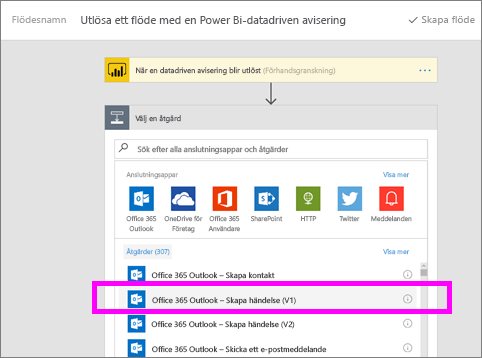 Flödesnamn Utlösa ett flöde med en Power Bi-datadriven avisering Skapa flöde
När en datadriven avisering blir utlöst (Förhandsgranskning)
Välj en åtgärd
Sök efter alla anslutningsappar och åtgärder
Anslutningsappar Visa mer
Office 365 Outlook
OneDrive för Företag
Office 365 Användare
SharePoint
HTTP
Twitter
Meddelanden
Åtgärder (307) Visa mer
Office 365 Outlook – Skapa kontakt
Office 365 Outlook – Skapa händelse (V1)
Office 365 Outlook – Skapa händelse (V2)
Office 365 Outlook – Skicka ett e-postmeddelande